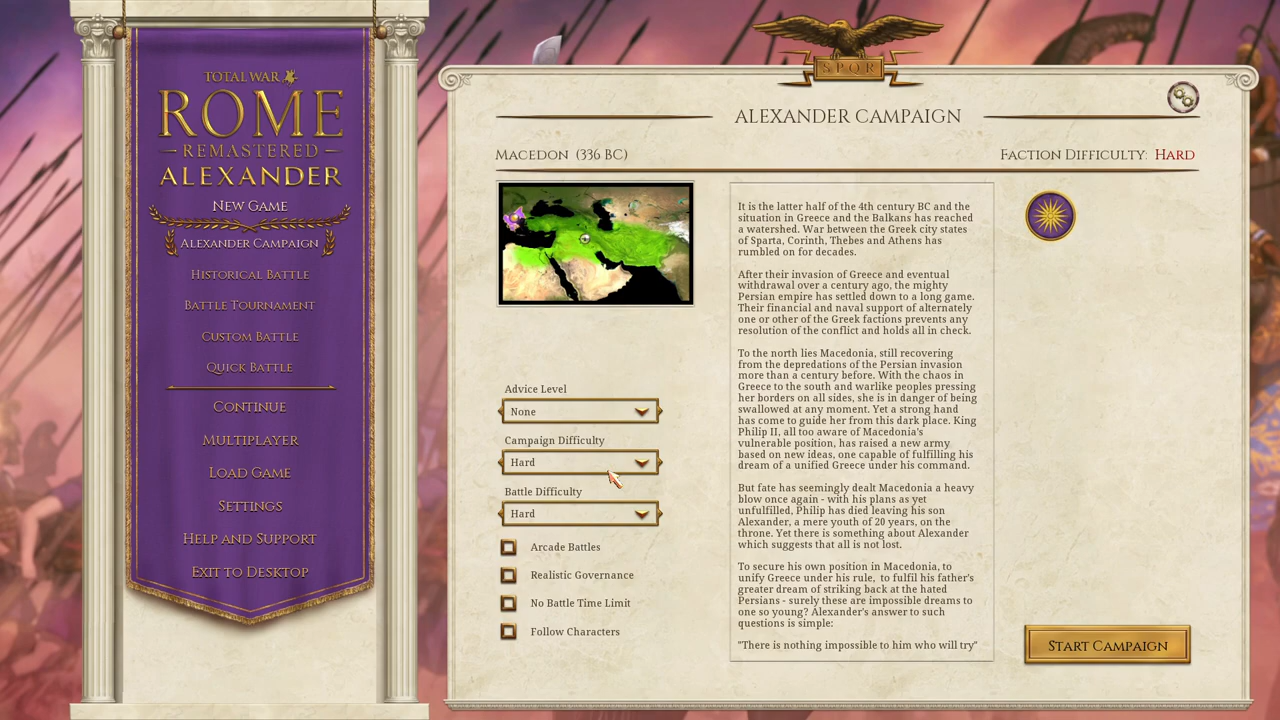 TOTAL WAR
ROME
REMASTERED
ALEXANDER
New Game
Alexander Campaign
Historical Battle
Battle Tournament
Custom Battle
Quick Battle
Continue
Multiplayer
Load Game
Settings
Help and Support
Exit to Desktop
SPQR
Alexander Campaign
Macedon (336 BC)
Faction Difficulty: Hard
Advice Level
None
Campaign Difficulty
Hard
Battle Difficulty
Hard
Arcade Battles
Realistic Governance
No Battle Time Limit
Follow Characters
It is the latter half of the 4th century BC and the
situation in Greece and the Balkans has reached
a watershed. War between the Greek city states
of Sparta, Corinth, Thebes and Athens has
rumbled on for decades.
After their invasion of Greece and eventual
withdrawal over a century ago, the mighty
Persian empire has settled down to a long game.
Their financial and naval support of alternately
one or other of the Greek factions prevents any
resolution of the conflict and holds all in check.
To the north lies Macedonia, still recovering
from the depredations of the Persian invasion
more than a century before. With the chaos in
Greece to the south and warlike peoples pressing
her borders on all sides, she is in danger of being
swallowed at any moment. Yet a strong hand
has come to guide her from this dark place. King
Philip II, all too aware of Macedonia's
vulnerable position, has raised a new army
based on new ideas, one capable of fulfilling his
dream of a unified Greece under his command.
But fate has seemingly dealt Macedonia a heavy
blow once again - with his plans as yet
unfulfilled, Philip has died leaving his son
Alexander, a mere youth of 20 years, on the
throne. Yet there is something about Alexander
which suggests that all is not lost.
To secure his own position in Macedonia, to
unify Greece under his rule, to fulfil his father's
greater dream of striking back at the hated
Persians - surely these are impossible dreams to
one so young? Alexander's answer to such
questions is simple:
"There is nothing impossible to him who will try"
Start Campaign